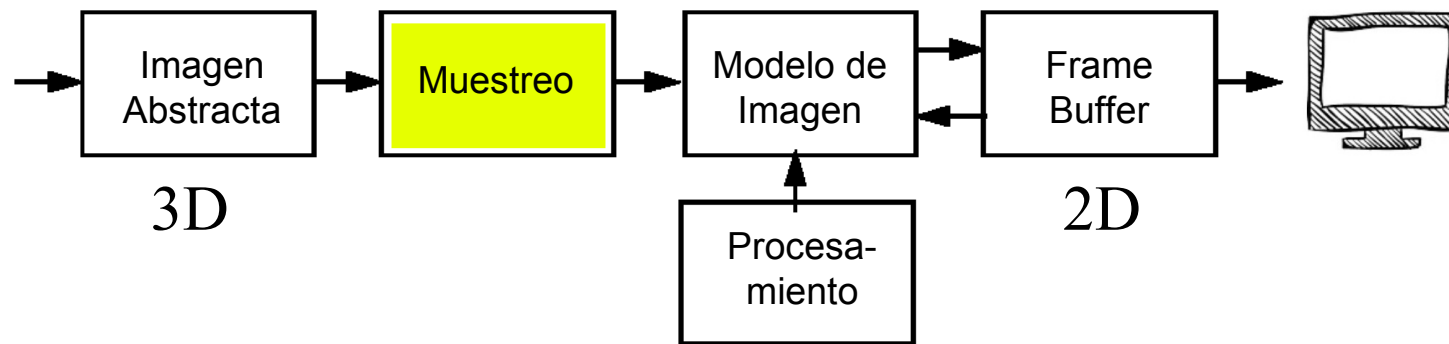 Imagen
Abstracta
Muestreo
Modelo de
Imagen
Frame
Buffer
3D
2D
Procesa-
miento